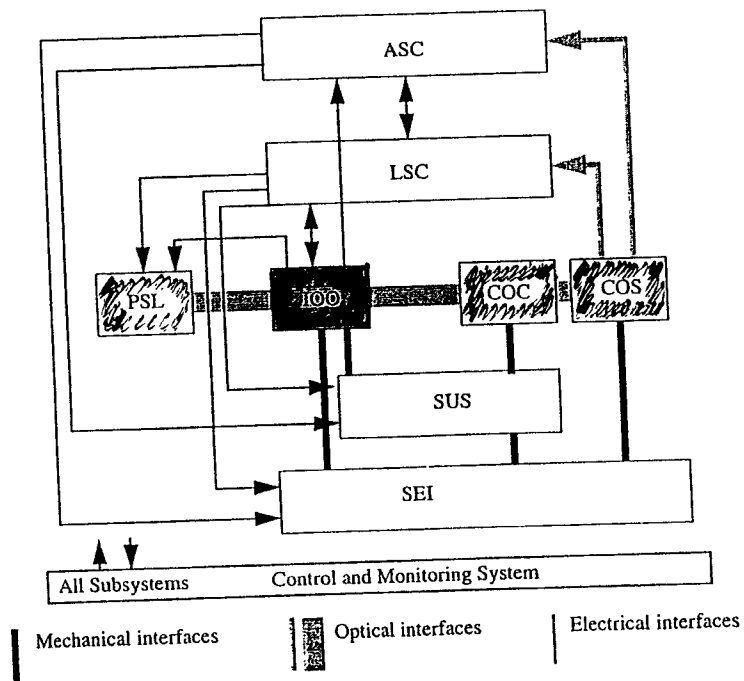 ASC
LSC
PSL
IOO
COC
COS
SUS
SEI
All Subsystems
Control and Monitoring System
Mechanical interfaces
Optical interfaces
Electrical interfaces